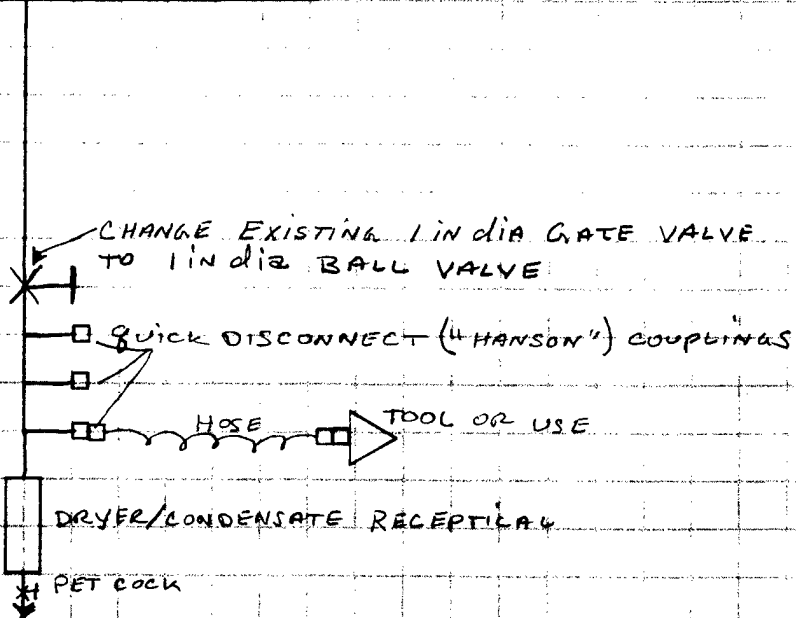 CHANGE EXISTING 1 in dia GATE VALVE
TO 1 in dia BALL VALVE
QUICK DISCONNECT ("HANSON") COUPLINGS
HOSE
TOOL OR USE
DRYER/CONDENSATE RECEPTICAL
PET COCK